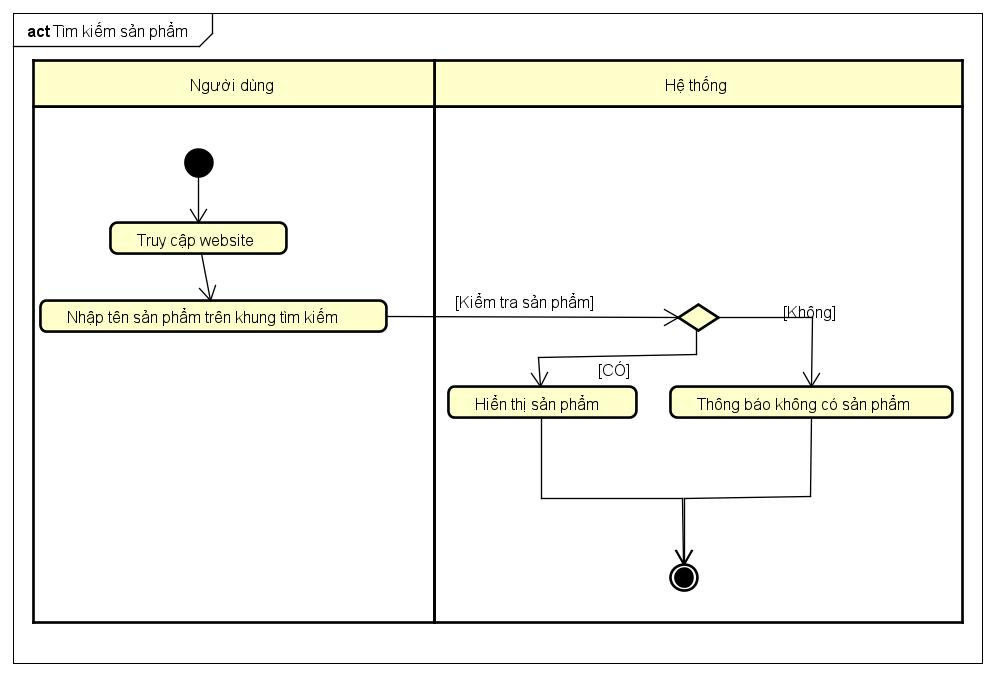 act Tìm kiếm sản phẩm
Người dùng
Hệ thống
Truy cập website
Nhập tên sản phẩm trên khung tìm kiếm
[Kiểm tra sản phẩm]
[Không]
[CÓ]
Hiển thị sản phẩm
Thông báo không có sản phẩm